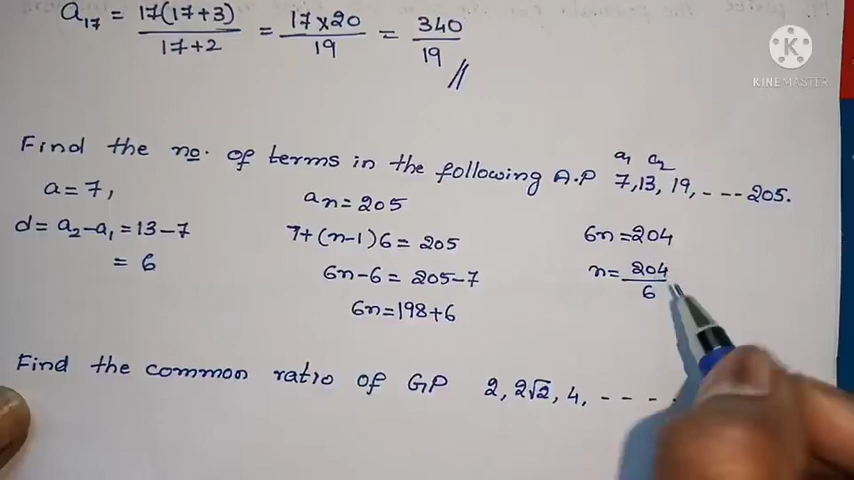 a17 = 17(17+3) / 17+2 = 17×20 / 19 = 340 / 19 //
KINEMASTER
Find the no. of terms in the following A.P 7,13, 19, - - - - 205.
a1 a2
a=7,
d= a2-a1 = 13-7
= 6
an=205
7+(n-1)6 = 205
6n-6 = 205-7
6n=198+6
6n=204
n= 204 / 6
Find the common ratio of GP 2, 2√2, 4, - - - -